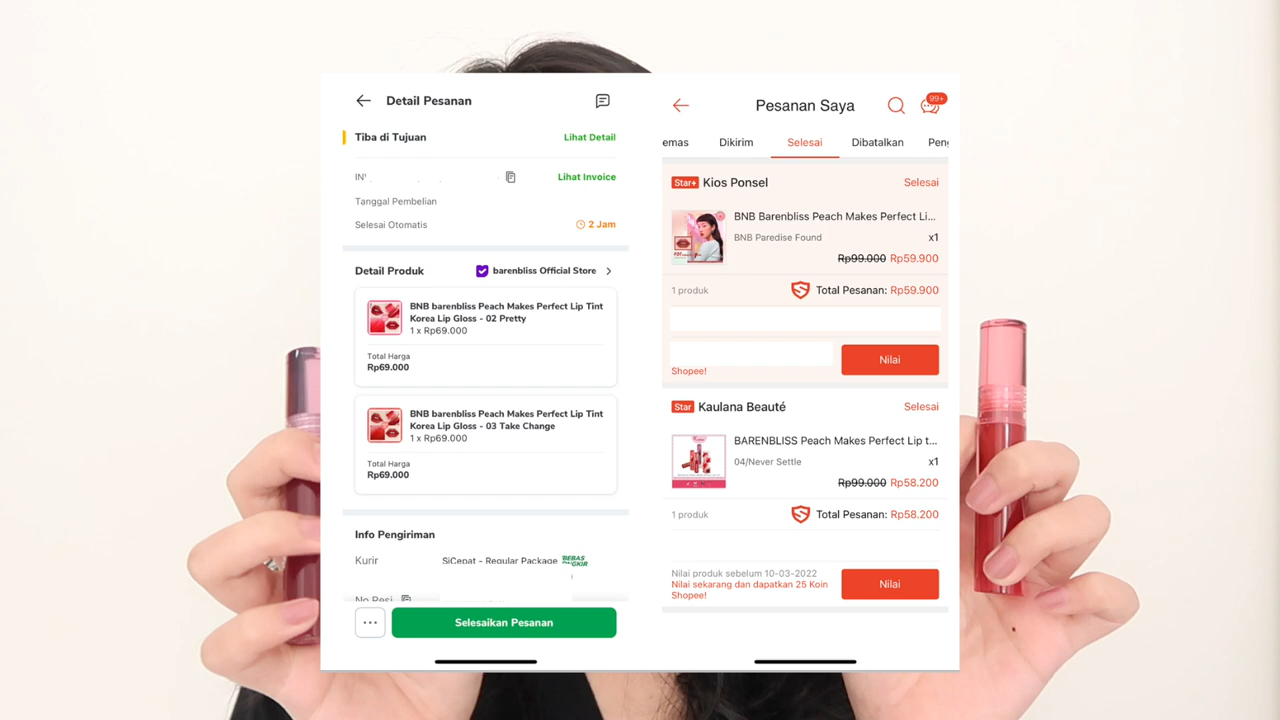 Detail Pesanan
Tiba di Tujuan
Lihat Detail
Lihat Invoice
Tanggal Pembelian
Selesai Otomatis
2 Jam
Detail Produk
barenbliss Official Store
BNB barenbliss Peach Makes Perfect Lip Tint
Korea Lip Gloss - 02 Pretty
1 x Rp69.000
Total Harga
Rp69.000
BNB barenbliss Peach Makes Perfect Lip Tint
Korea Lip Gloss - 03 Take Change
1 x Rp69.000
Total Harga
Rp69.000
Info Pengiriman
Kurir
SiCepat - Regular Package
BEBAS
No Resi
Selesaikan Pesanan
Pesanan Saya
99+
emas
Dikirim
Selesai
Dibatalkan
Peng
Star+ Kios Ponsel
Selesai
BNB Barenbliss Peach Makes Perfect Li...
BNB Paredise Found
x1
Rp99.000 Rp59.900
1 produk
Total Pesanan: Rp59.900
Shopee!
Nilai
Star Kaulana Beauté
Selesai
BARENBLISS Peach Makes Perfect Lip t...
04/Never Settle
x1
Rp99.000 Rp58.200
1 produk
Total Pesanan: Rp58.200
Nilai produk sebelum 10-03-2022
Nilai sekarang dan dapatkan 25 Koin
Shopee!
Nilai